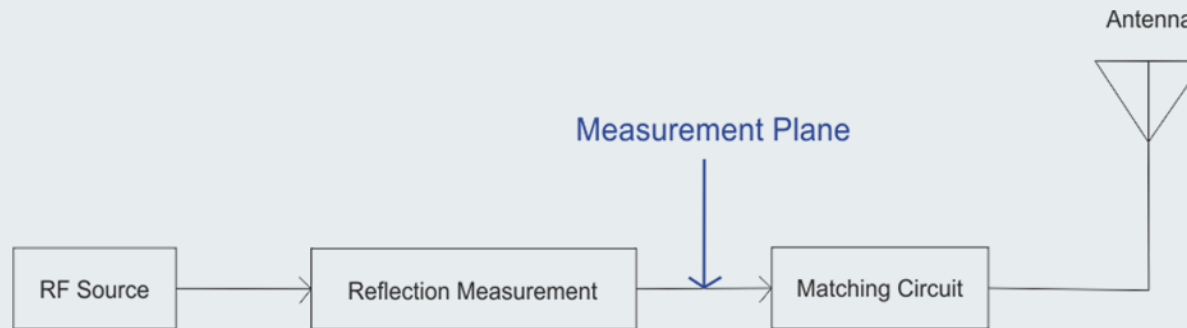 Antenna
Measurement Plane
RF Source
Reflection Measurement
Matching Circuit